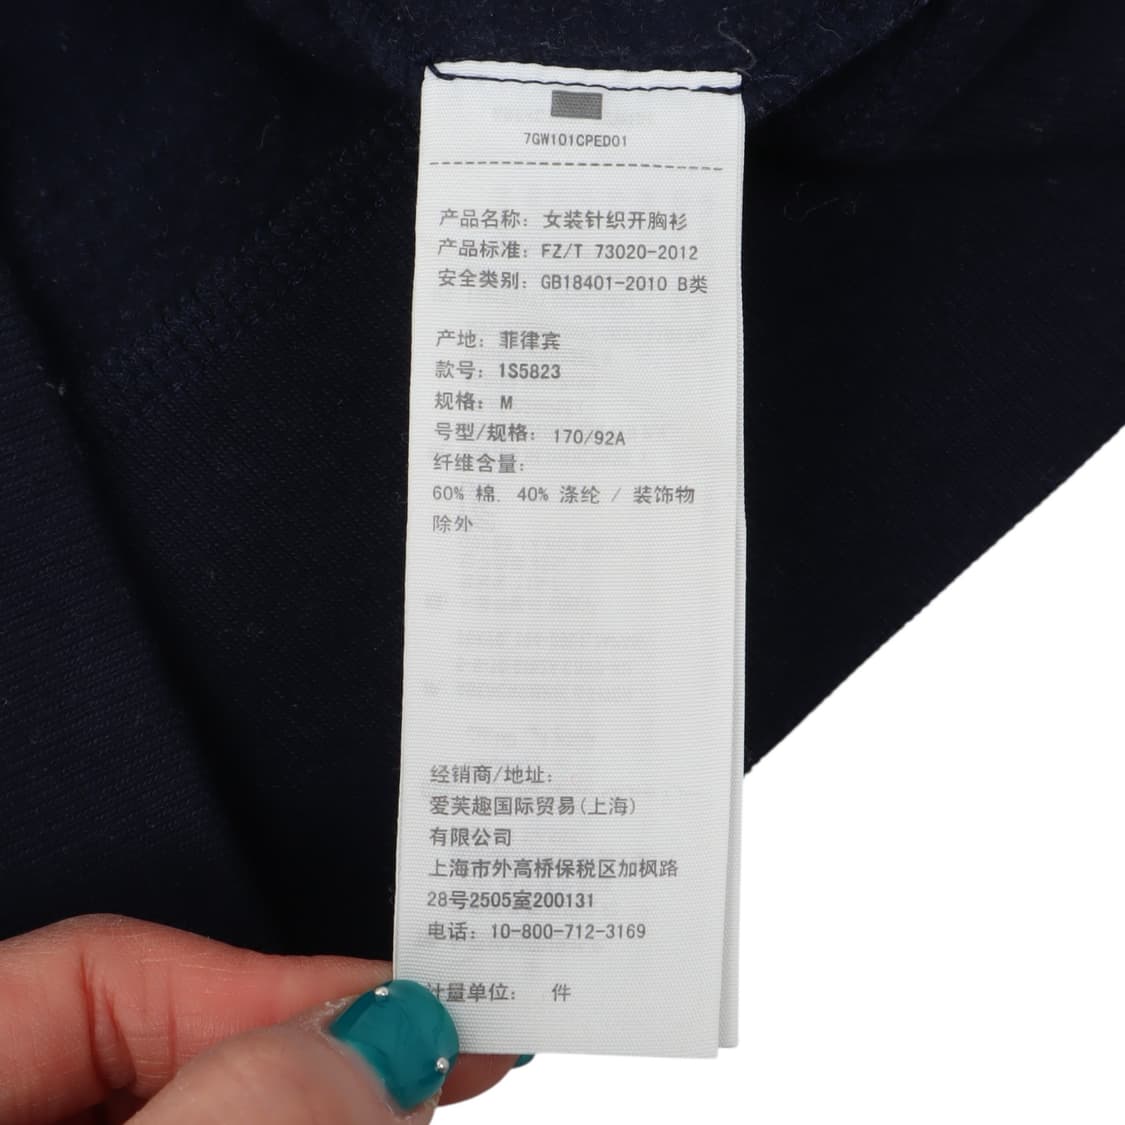 7GW101CPED01
产品名称: 女装针织开胸衫
产品标准: FZ/T 73020-2012
安全类别: GB18401-2010 B类
产地: 菲律宾
款号: 1S5823
规格: M
号型/规格: 170/92A
纤维含量:
60% 棉, 40% 涤纶 / 装饰物
除外
经销商/地址:
爱芙趣国际贸易(上海)
有限公司
上海市外高桥保税区加枫路
28号2505室200131
电话: 10-800-712-3169
计量单位: 件